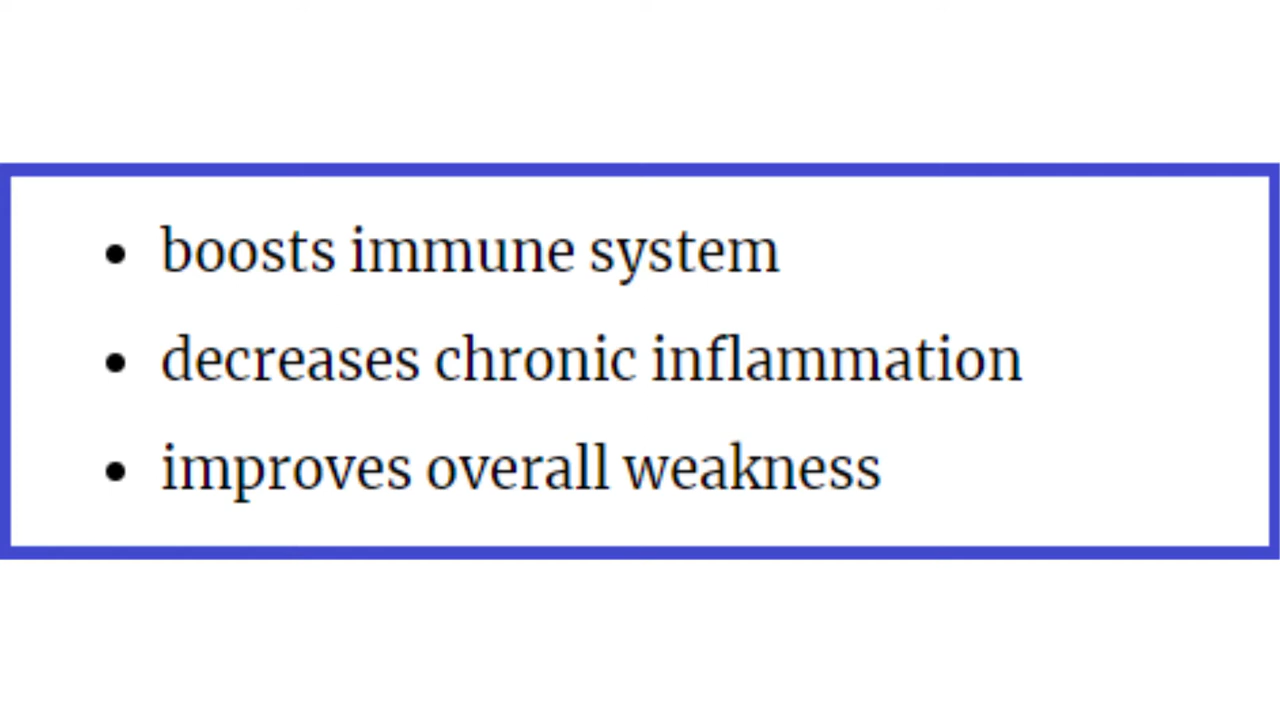 • boosts immune system
• decreases chronic inflammation
• improves overall weakness